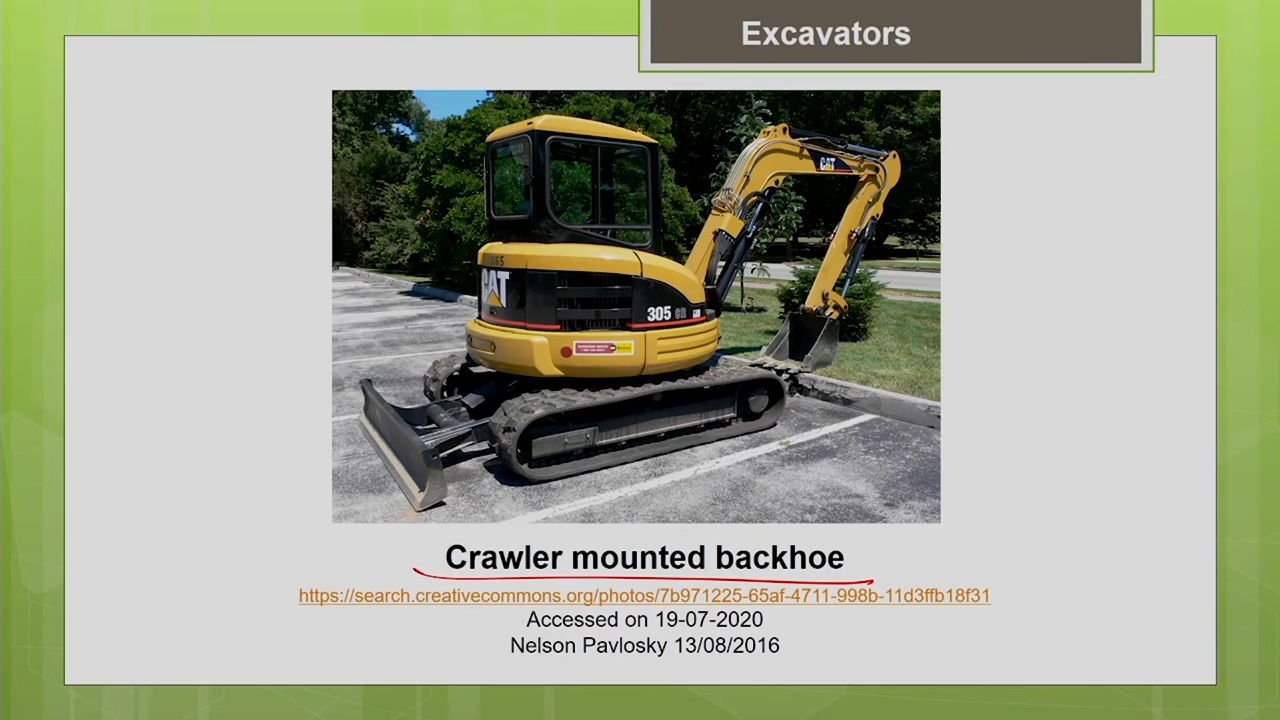 Excavators
CAT
CAT
305 CR
Crawler mounted backhoe
https://search.creativecommons.org/photos/7b971225-65af-4711-998b-11d3ffb18f31
Accessed on 19-07-2020
Nelson Pavlosky 13/08/2016